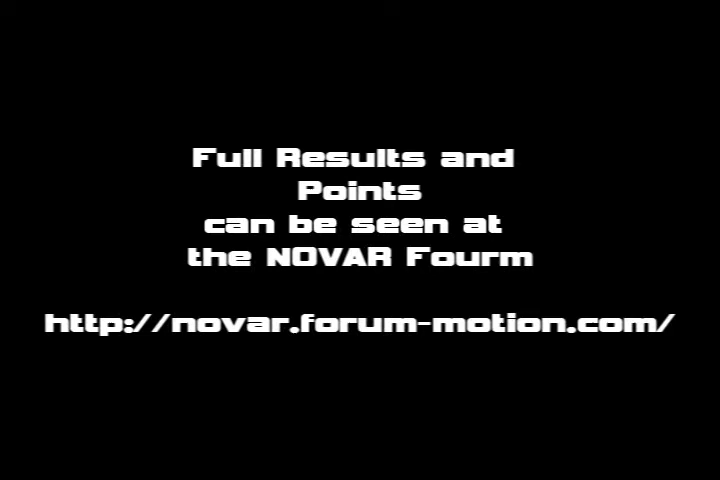 Full Results and
Points
can be seen at
the NOVAR Fourm
http://novar.forum-motion.com/